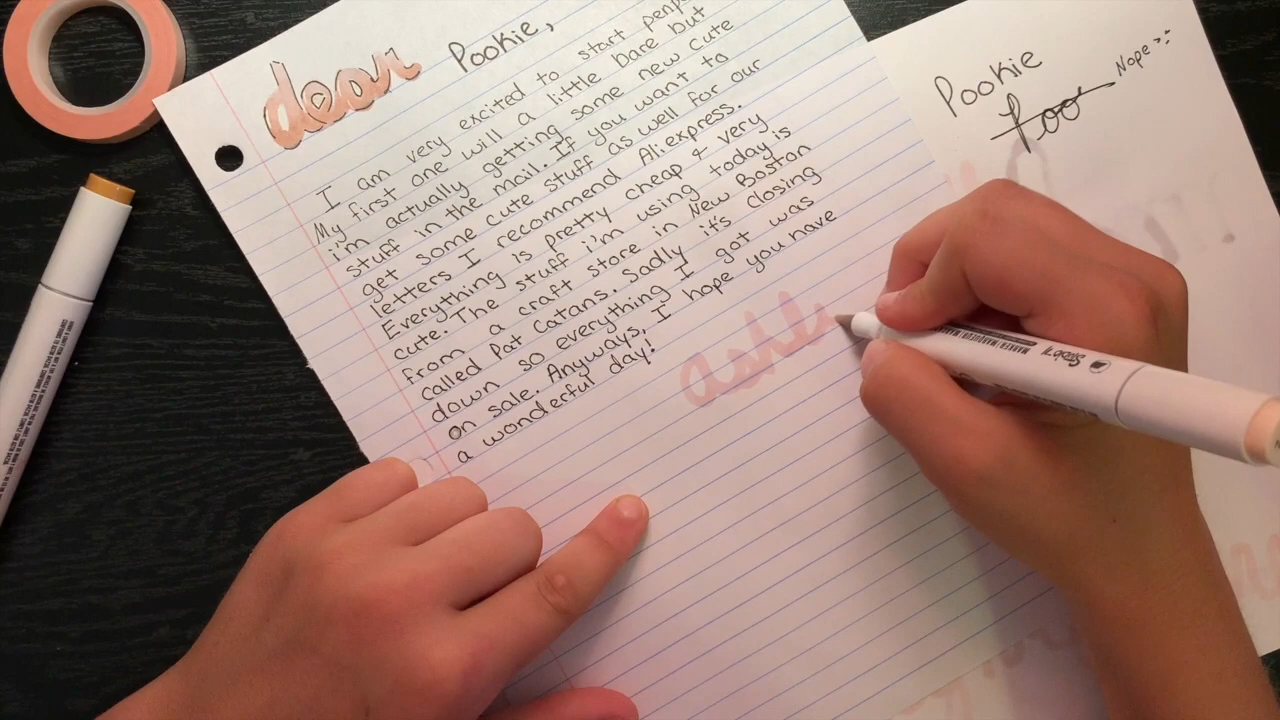 dear Pookie,
I am very excited to start
My first one will a little bare but
i'm actually getting some new cute
stuff in the mail. If you want to
get some cute stuff as well for our
letters I recommend Aliexpress.
Everything is pretty cheap & very
cute. The stuff i'm using today is
from a craft store in New Boston
called Pat Catans. Sadly it's closing
down so everything I got was
on sale. Anyways, I hope you have
a wonderful day!
Pookie
Nope
MARKER